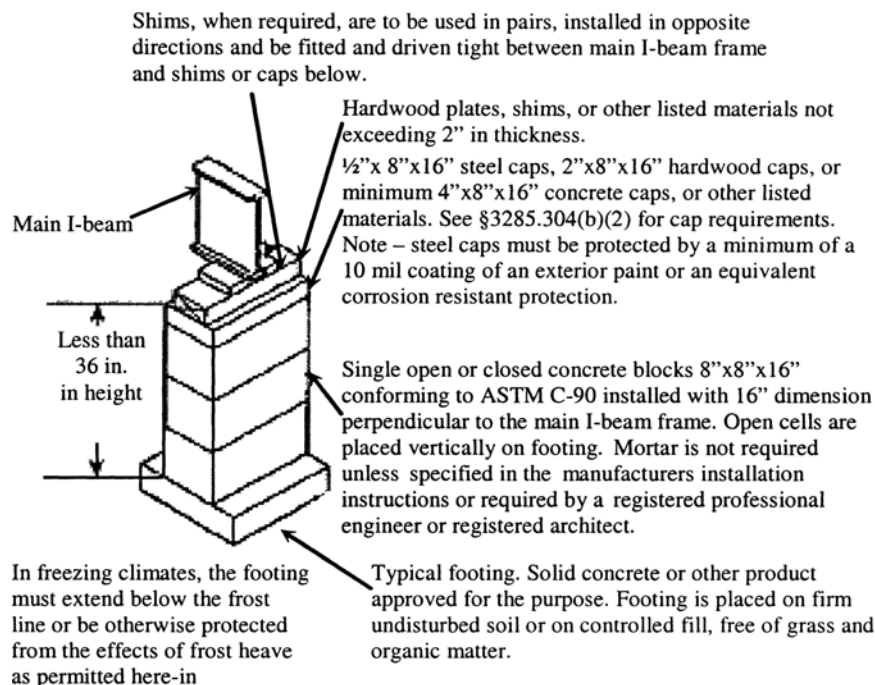 Shims, when required, are to be used in pairs, installed in opposite
directions and be fitted and driven tight between main I-beam frame
and shims or caps below.
Hardwood plates, shims, or other listed materials not
exceeding 2” in thickness.
½”x 8”x16” steel caps, 2”x8”x16” hardwood caps, or
minimum 4”x8”x16” concrete caps, or other listed
materials. See §3285.304(b)(2) for cap requirements.
Note – steel caps must be protected by a minimum of a
10 mil coating of an exterior paint or an equivalent
corrosion resistant protection.
Main I-beam
Less than
36 in.
in height
Single open or closed concrete blocks 8”x8”x16”
conforming to ASTM C-90 installed with 16” dimension
perpendicular to the main I-beam frame. Open cells are
placed vertically on footing. Mortar is not required
unless specified in the manufacturers installation
instructions or required by a registered professional
engineer or registered architect.
In freezing climates, the footing
must extend below the frost
line or be otherwise protected
from the effects of frost heave
as permitted here-in
Typical footing. Solid concrete or other product
approved for the purpose. Footing is placed on firm
undisturbed soil or on controlled fill, free of grass and
organic matter.